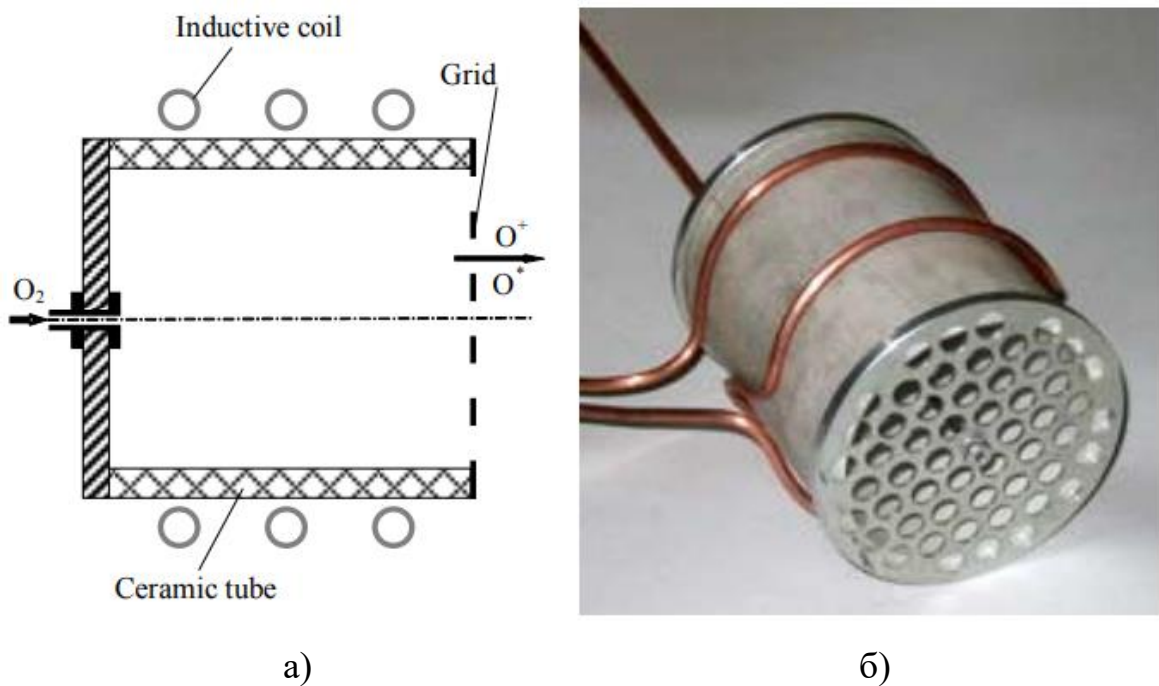 Inductive coil
Grid
O⁺
O*
O₂
Ceramic tube
а) б)